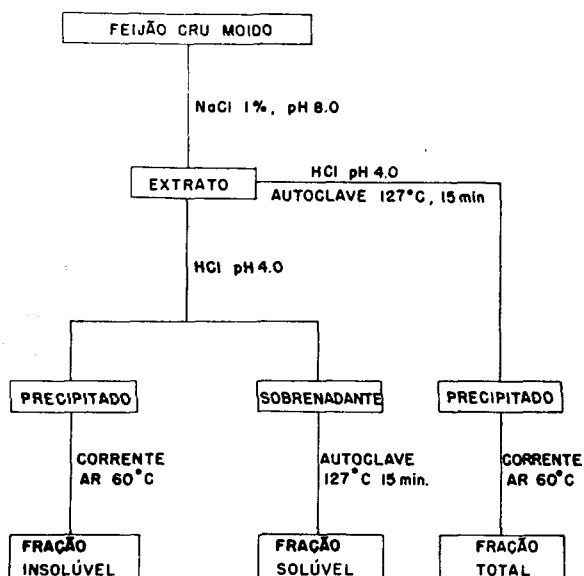 FEIJÃO CRU MOIDO
NaCl 1%, pH 8.0
EXTRATO
HCl pH 4.0
AUTOCLAVE 127°C, 15 min
HCl pH 4.0
PRECIPITADO
SOBRENADANTE
PRECIPITADO
CORRENTE
AR 60°C
AUTOCLAVE
127°C 15 min.
CORRENTE
AR 60°C
FRAÇÃO
INSOLÚVEL
FRAÇÃO
SOLÚVEL
FRAÇÃO
TOTAL